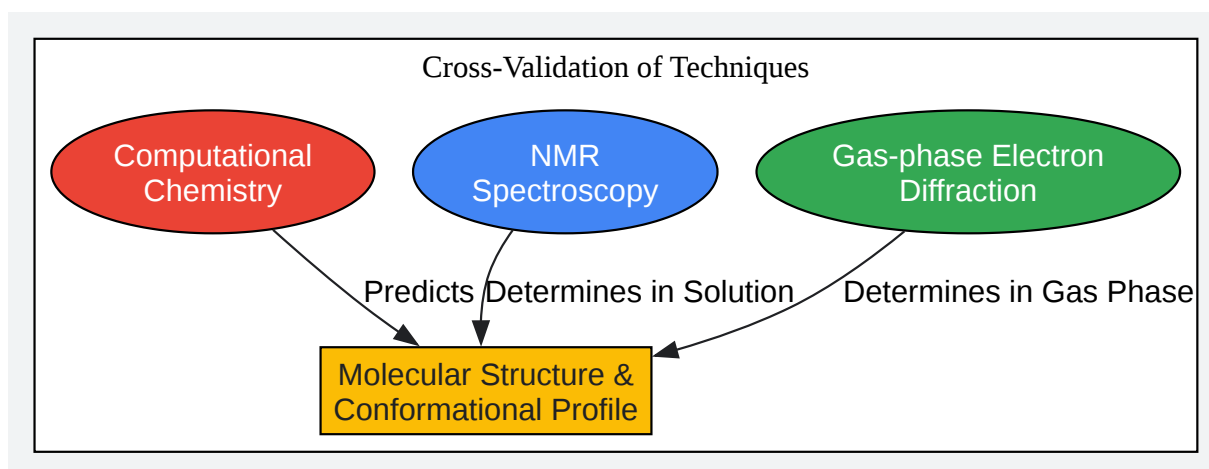 Cross-Validation of Techniques
Computational
Chemistry
NMR
Spectroscopy
Gas-phase Electron
Diffraction
Predicts
Determines in Solution
Determines in Gas Phase
Molecular Structure &
Conformational Profile